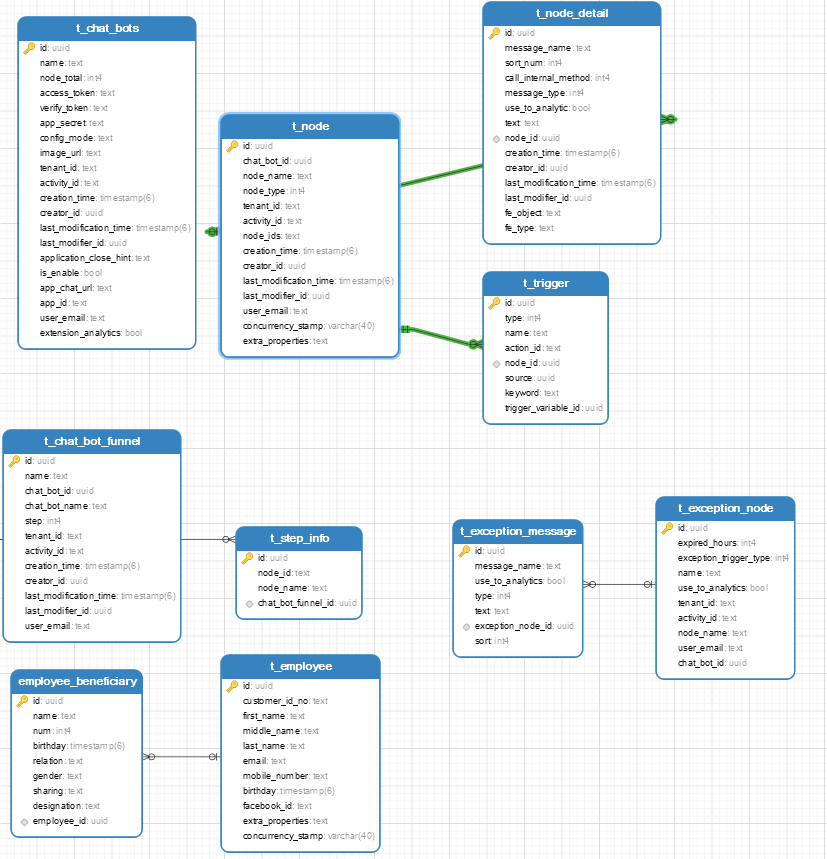 t_chat_bots
id: uuid
name: text
node_total: int4
access_token: text
verify_token: text
app_secret: text
config_mode: text
image_url: text
tenant_id: text
activity_id: text
creation_time: timestamp(6)
creator_id: uuid
last_modification_time: timestamp(6)
last_modifier_id: uuid
application_close_hint: text
is_enable: bool
app_chat_url: text
app_id: text
user_email: text
extension_analytics: bool
t_node
id: uuid
chat_bot_id: uuid
node_name: text
node_type: int4
tenant_id: text
activity_id: text
node_ids: text
creation_time: timestamp(6)
creator_id: uuid
last_modification_time: timestamp(6)
last_modifier_id: uuid
user_email: text
concurrency_stamp: varchar(40)
extra_properties: text
t_node_detail
id: uuid
message_name: text
sort_num: int4
call_internal_method: int4
message_type: int4
use_to_analytic: bool
text: text
node_id: uuid
creation_time: timestamp(6)
creator_id: uuid
last_modification_time: timestamp(6)
last_modifier_id: uuid
fe_object: text
fe_type: text
t_trigger
id: uuid
type: int4
name: text
action_id: text
node_id: uuid
source: uuid
keyword: text
trigger_variable_id: uuid
t_chat_bot_funnel
id: uuid
name: text
chat_bot_id: uuid
chat_bot_name: text
step: int4
tenant_id: text
activity_id: text
creation_time: timestamp(6)
creator_id: uuid
last_modification_time: timestamp(6)
last_modifier_id: uuid
user_email: text
t_step_info
id: uuid
node_id: text
node_name: text
chat_bot_funnel_id: uuid
t_exception_message
id: uuid
message_name: text
use_to_analytics: bool
type: int4
text: text
exception_node_id: uuid
sort: int4
t_exception_node
id: uuid
expired_hours: int4
exception_trigger_type: int4
name: text
use_to_analytics: bool
tenant_id: text
activity_id: text
node_name: text
user_email: text
chat_bot_id: uuid
employee_beneficiary
id: uuid
name: text
num: int4
birthday: timestamp(6)
relation: text
gender: text
sharing: text
designation: text
employee_id: uuid
t_employee
id: uuid
customer_id_no: text
first_name: text
middle_name: text
last_name: text
email: text
mobile_number: text
birthday: timestamp(6)
facebook_id: text
extra_properties: text
concurrency_stamp: varchar(40)